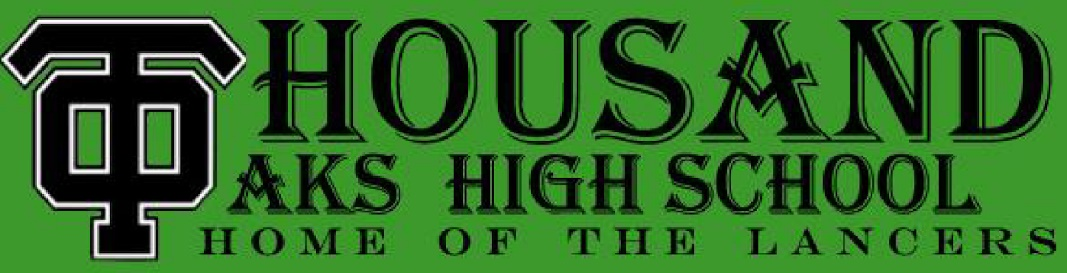 THOUSAND
OAKS HIGH SCHOOL
HOME OF THE LANCERS